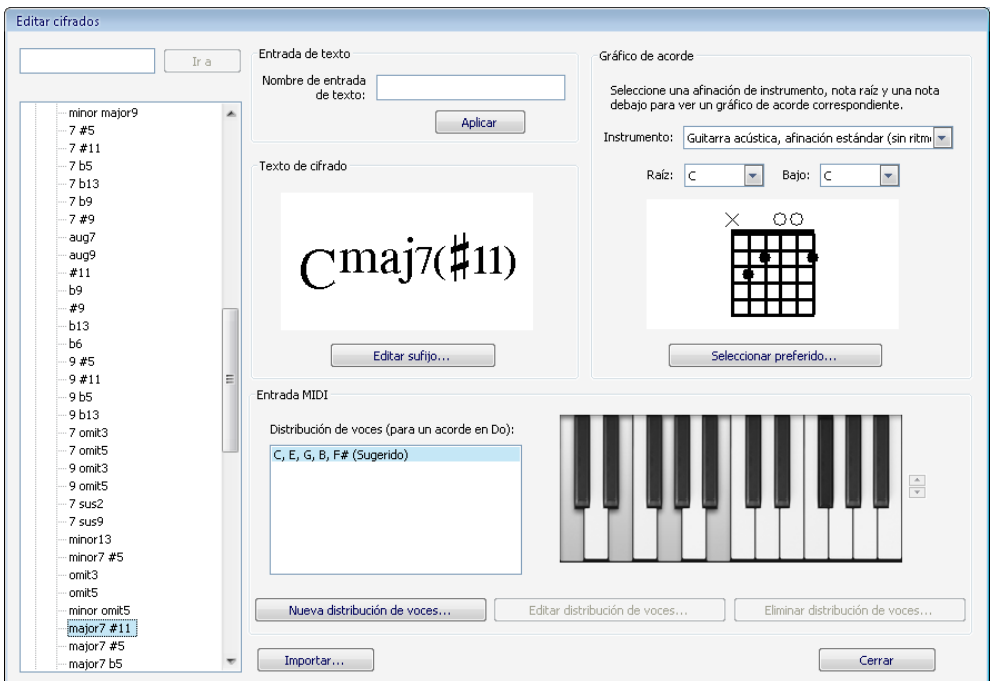 Editar cifrados
Ir a
minor major9
7 #5
7 #11
7 b5
7 b13
7 b9
7 #9
aug7
aug9
#11
b9
#9
b13
b6
9 #5
9 #11
9 b5
9 b13
7 omit3
7 omit5
9 omit3
9 omit5
7 sus2
7 sus9
minor13
minor7 #5
omit3
omit5
minor omit5
major7 #11
major7 #5
major7 b5
Entrada de texto
Nombre de entrada
de texto:
Aplicar
Texto de cifrado
Cmaj7(♯11)
Editar sufijo...
Gráfico de acorde
Seleccione una afinación de instrumento, nota raíz y una nota
debajo para ver un gráfico de acorde correspondiente.
Instrumento: Guitarra acústica, afinación estándar (sin ritm
Raíz: C Bajo: C
Seleccionar preferido...
Entrada MIDI
Distribución de voces (para un acorde en Do):
C, E, G, B, F# (Sugerido)
Nueva distribución de voces... Editar distribución de voces... Eliminar distribución de voces...
Importar... Cerrar